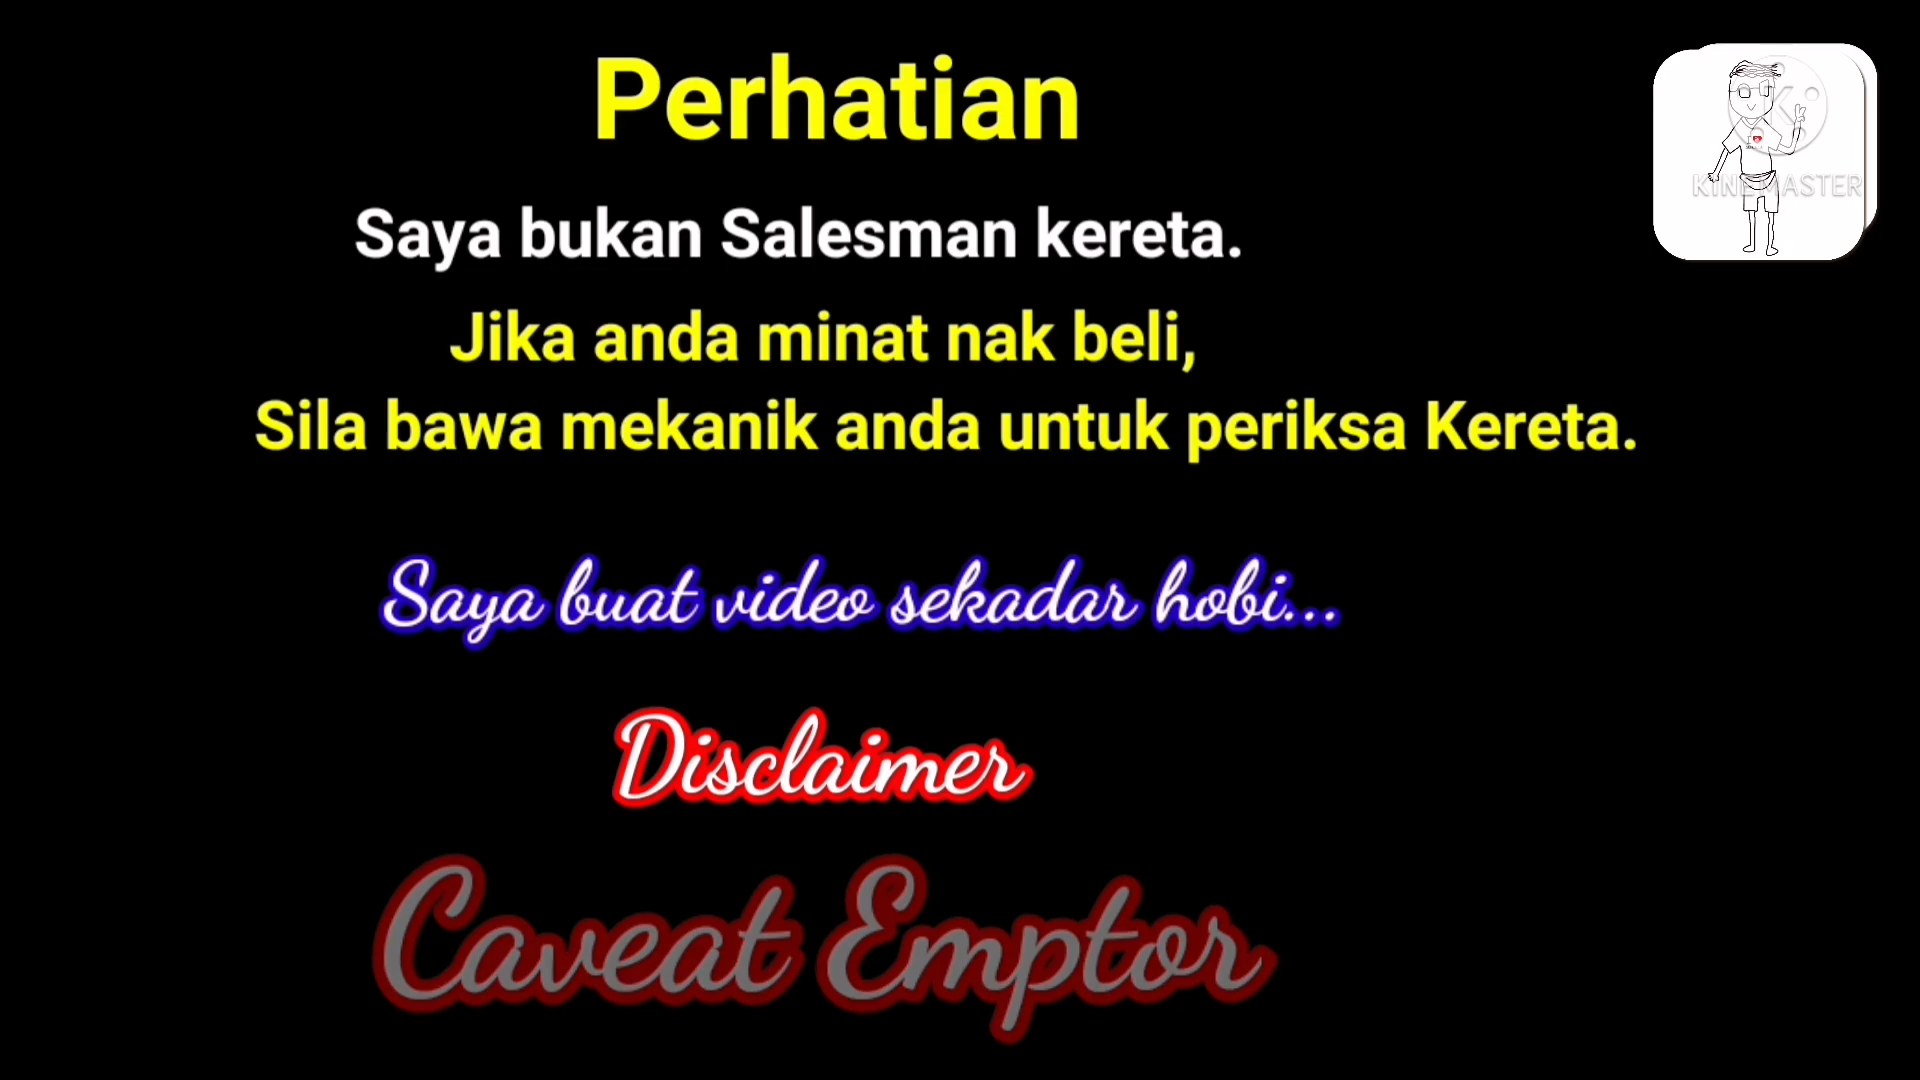 Perhatian
Saya bukan Salesman kereta.
Jika anda minat nak beli,
Sila bawa mekanik anda untuk periksa Kereta.
Saya buat video sekadar hobi...
Disclaimer
Caveat Emptor
KINEMASTER